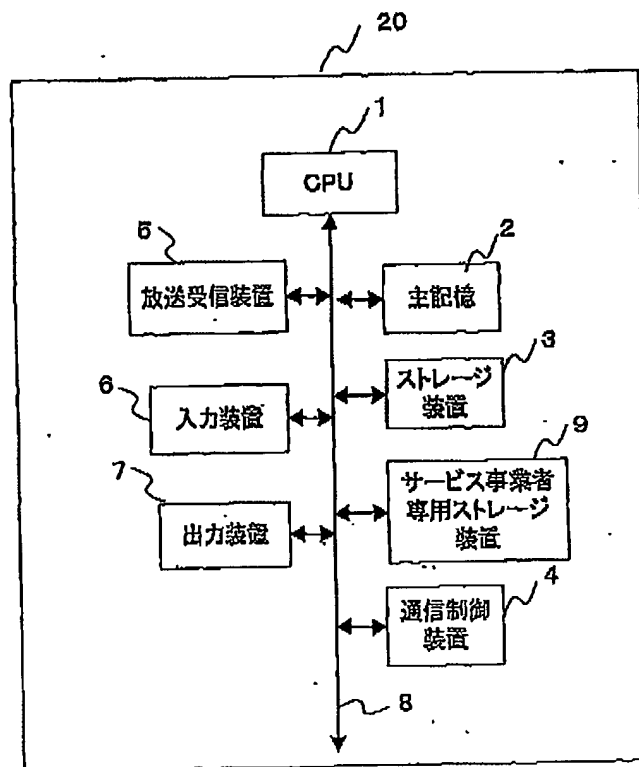 20
1
CPU
5
放送受信装置
2
主記憶
3
ストレージ
装置
6
入力装置
9
サービス事業者
専用ストレージ
装置
7
出力装置
4
通信制御
装置
8